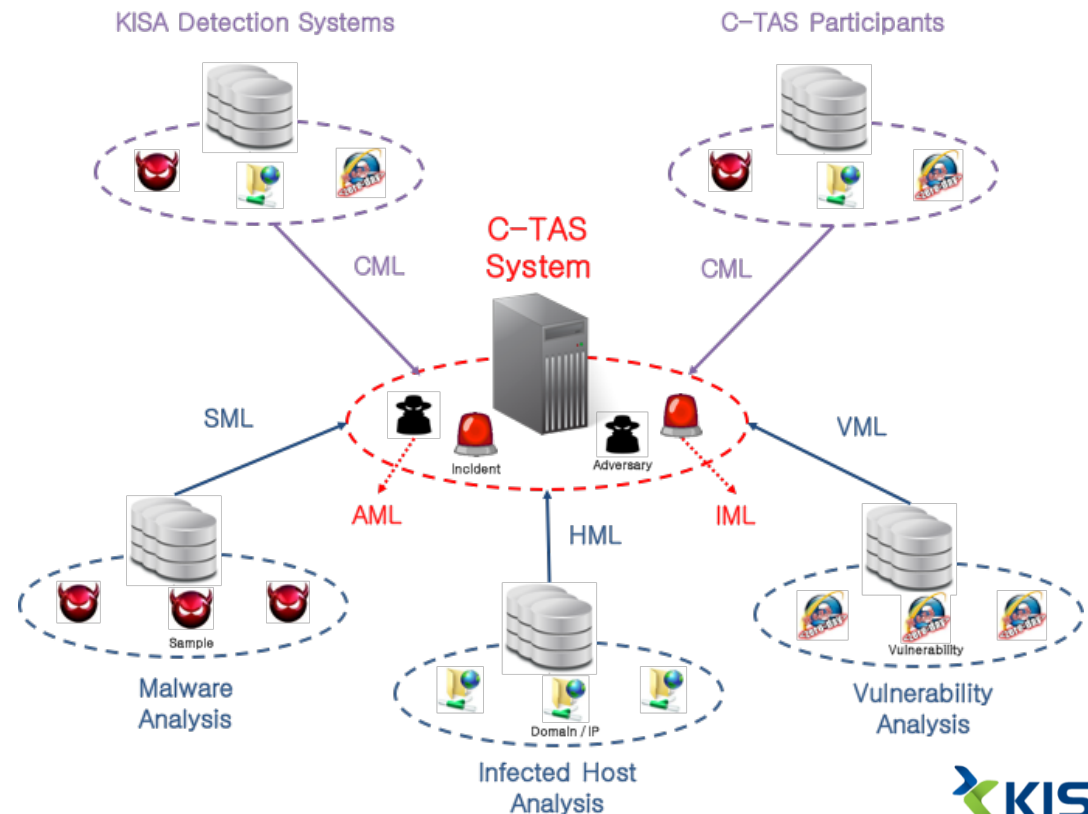 KISA Detection Systems
C-TAS Participants
C-TAS
System
CML
CML
SML
VML
Incident
Adversary
AML
IML
HML
Sample
Vulnerability
Malware
Analysis
Vulnerability
Analysis
Domain / IP
Infected Host
Analysis
KIS